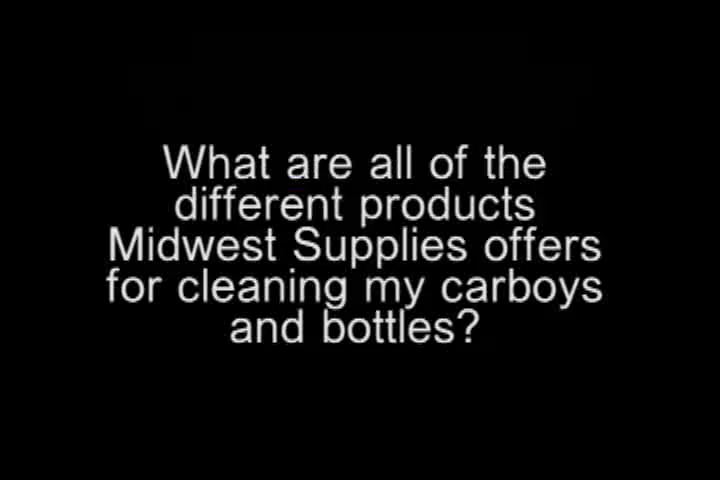 What are all of the
different products
Midwest Supplies offers
for cleaning my carboys
and bottles?